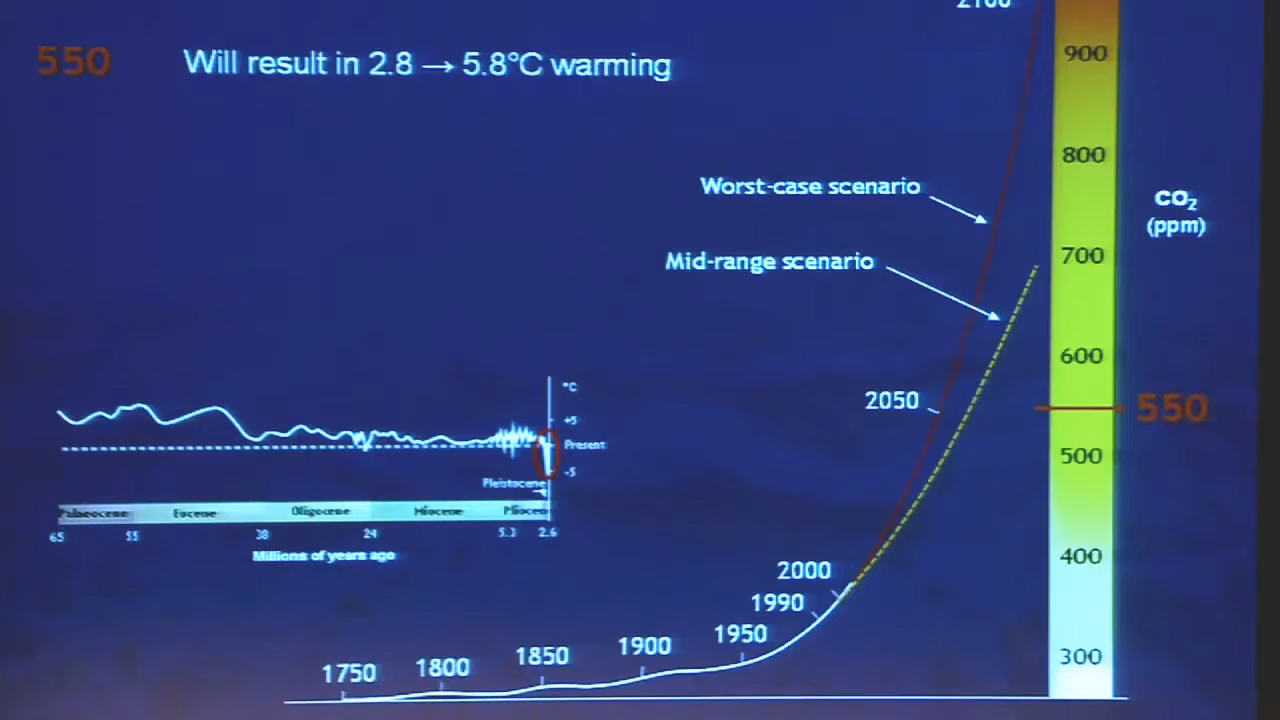 2100
550
Will result in 2.8 → 5.8°C warming
900
800
Worst-case scenario
CO₂
(ppm)
700
Mid-range scenario
600
°C
2050
550
+5
Present
500
-5
Pleistocene
Palaeocene Eocene Oligocene Miocene
65 55 38 24 5.3 2.6
Millions of years ago
400
2000
1990
1950
1900
1850
1800
1750
300